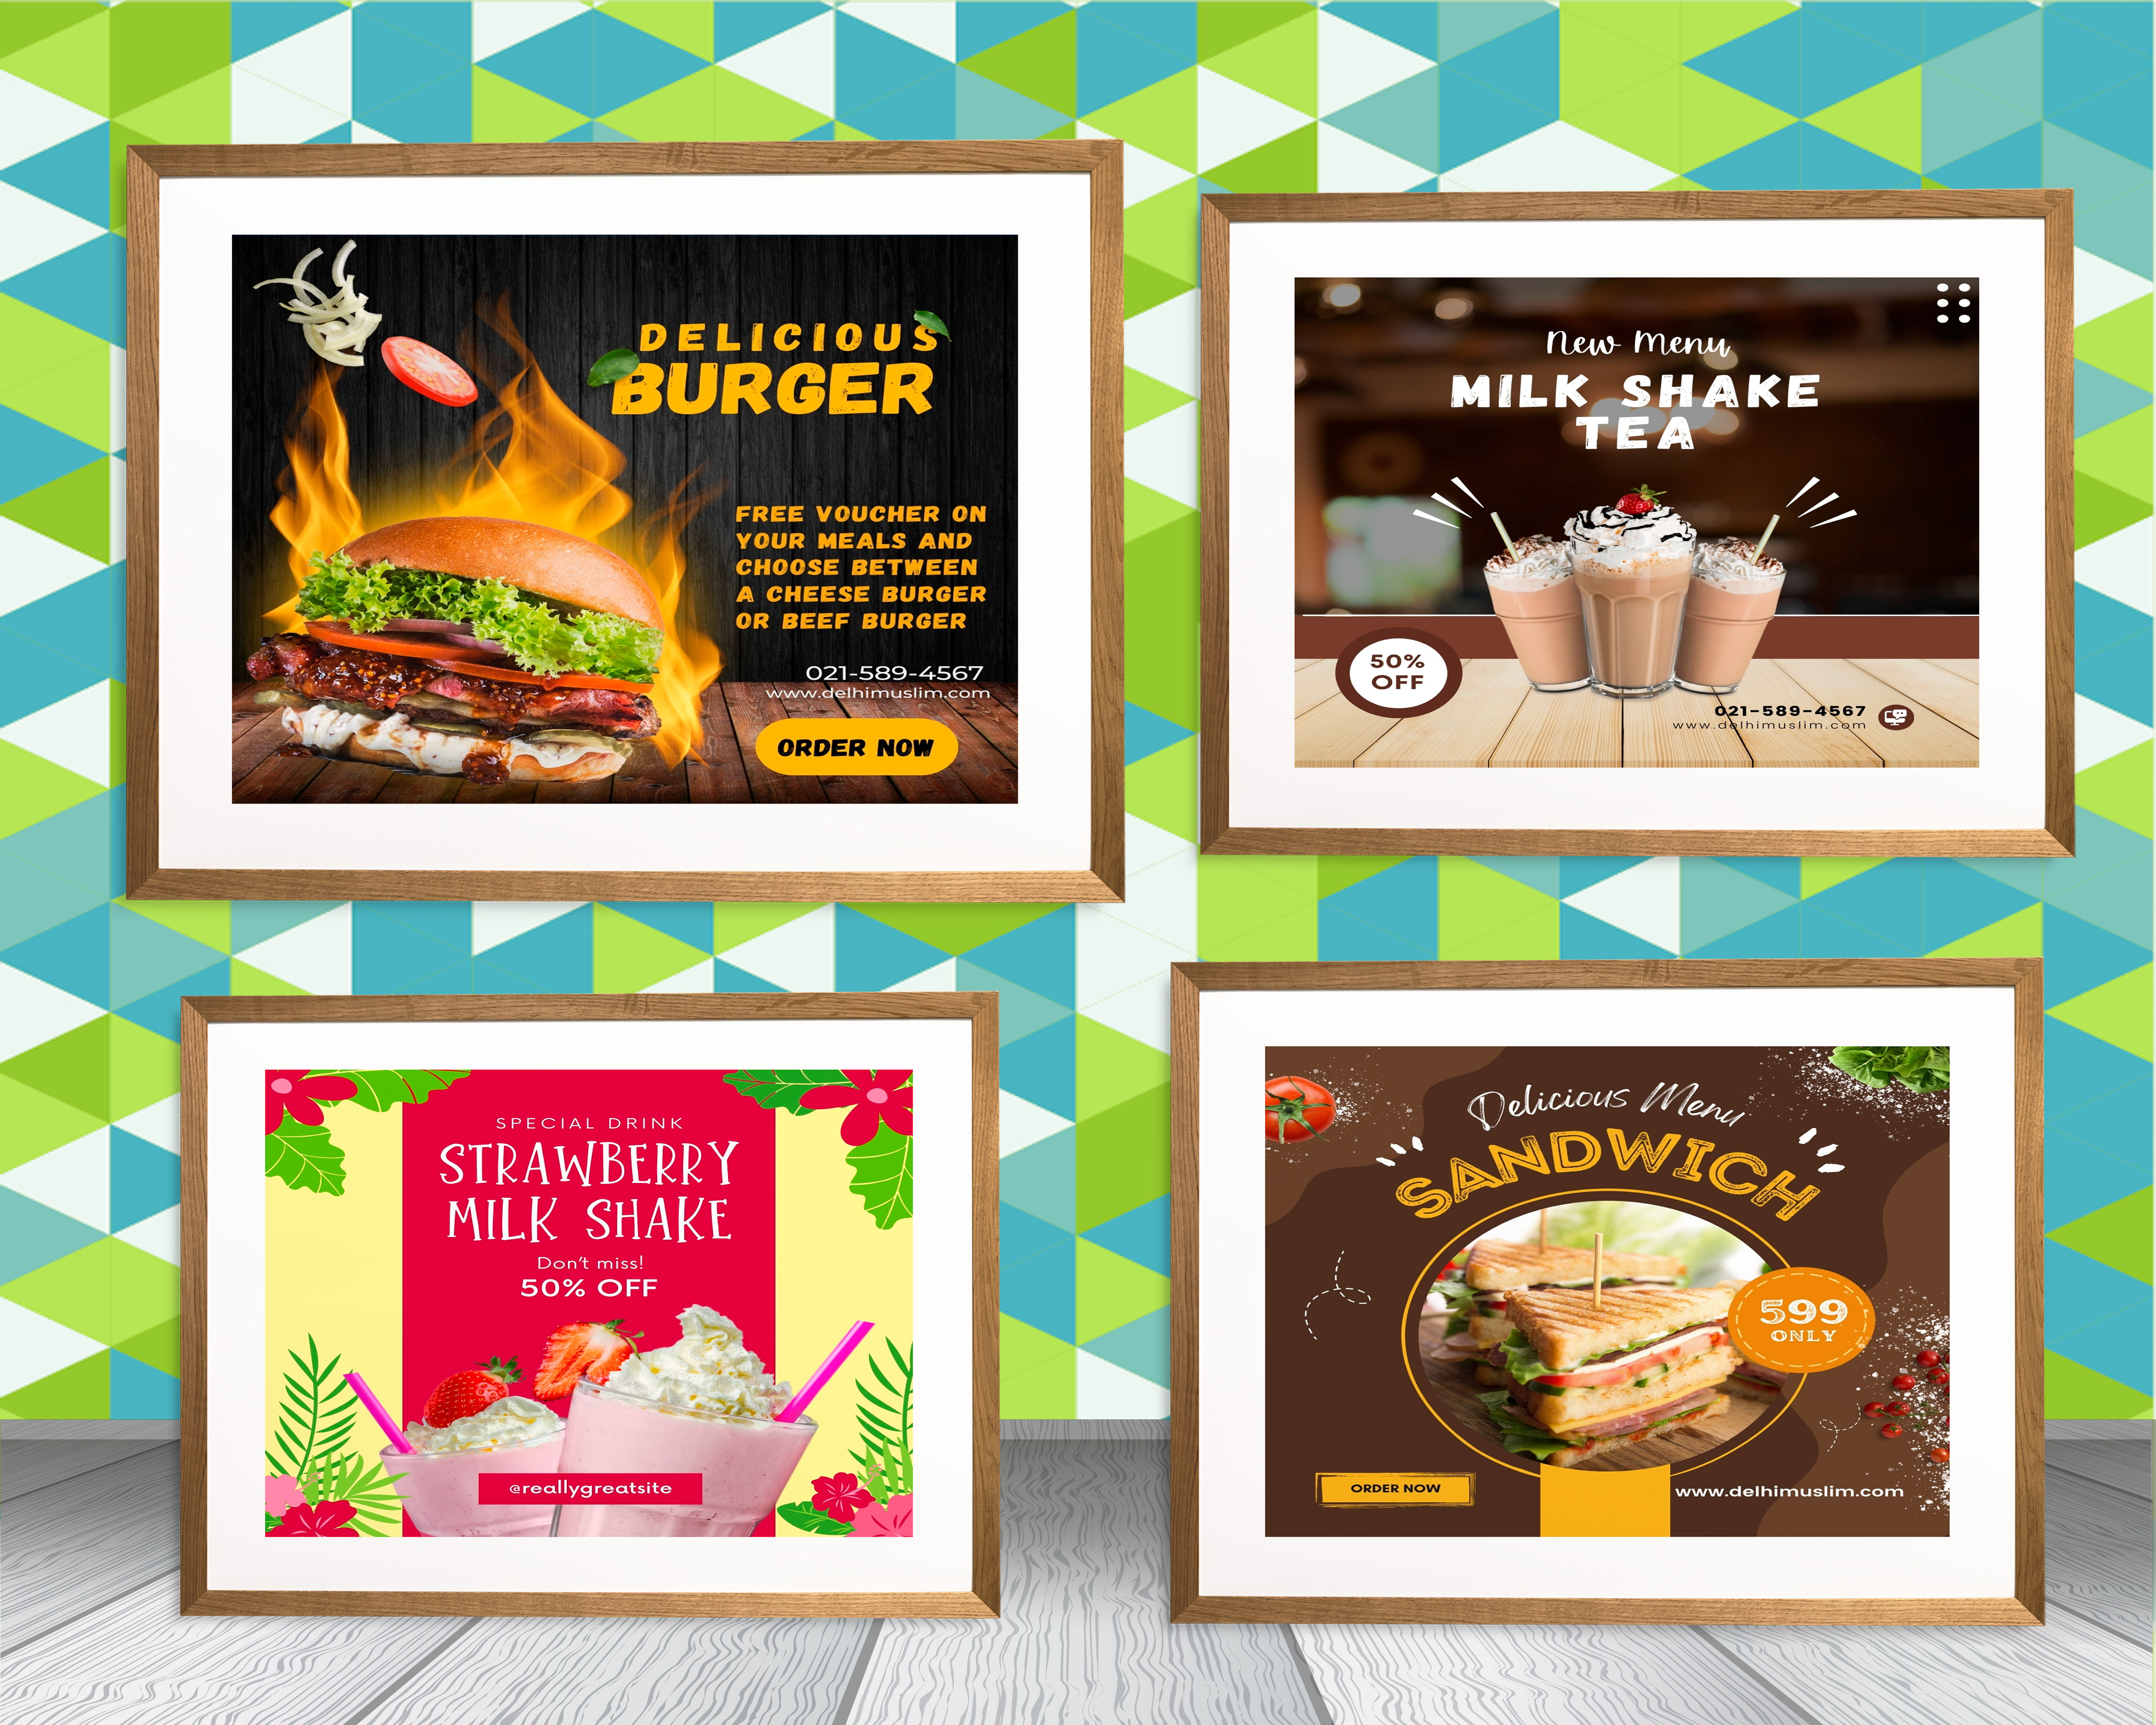 DELICIOUS
BURGER
FREE VOUCHER ON
YOUR MEALS AND
CHOOSE BETWEEN
A CHEESE BURGER
OR BEEF BURGER
021-589-4567
www.delhimuslim.com
ORDER NOW
New Menu
MILK SHAKE
TEA
50%
OFF
021-589-4567
www.delhimuslim.com
SPECIAL DRINK
STRAWBERRY
MILK SHAKE
Don't miss!
50% OFF
@reallygreatsite
Delicious Menu
SANDWICH
599
ONLY
ORDER NOW
www.delhimuslim.com